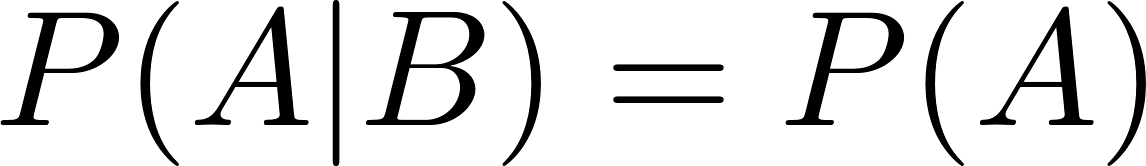 P(A|B) = P(A)